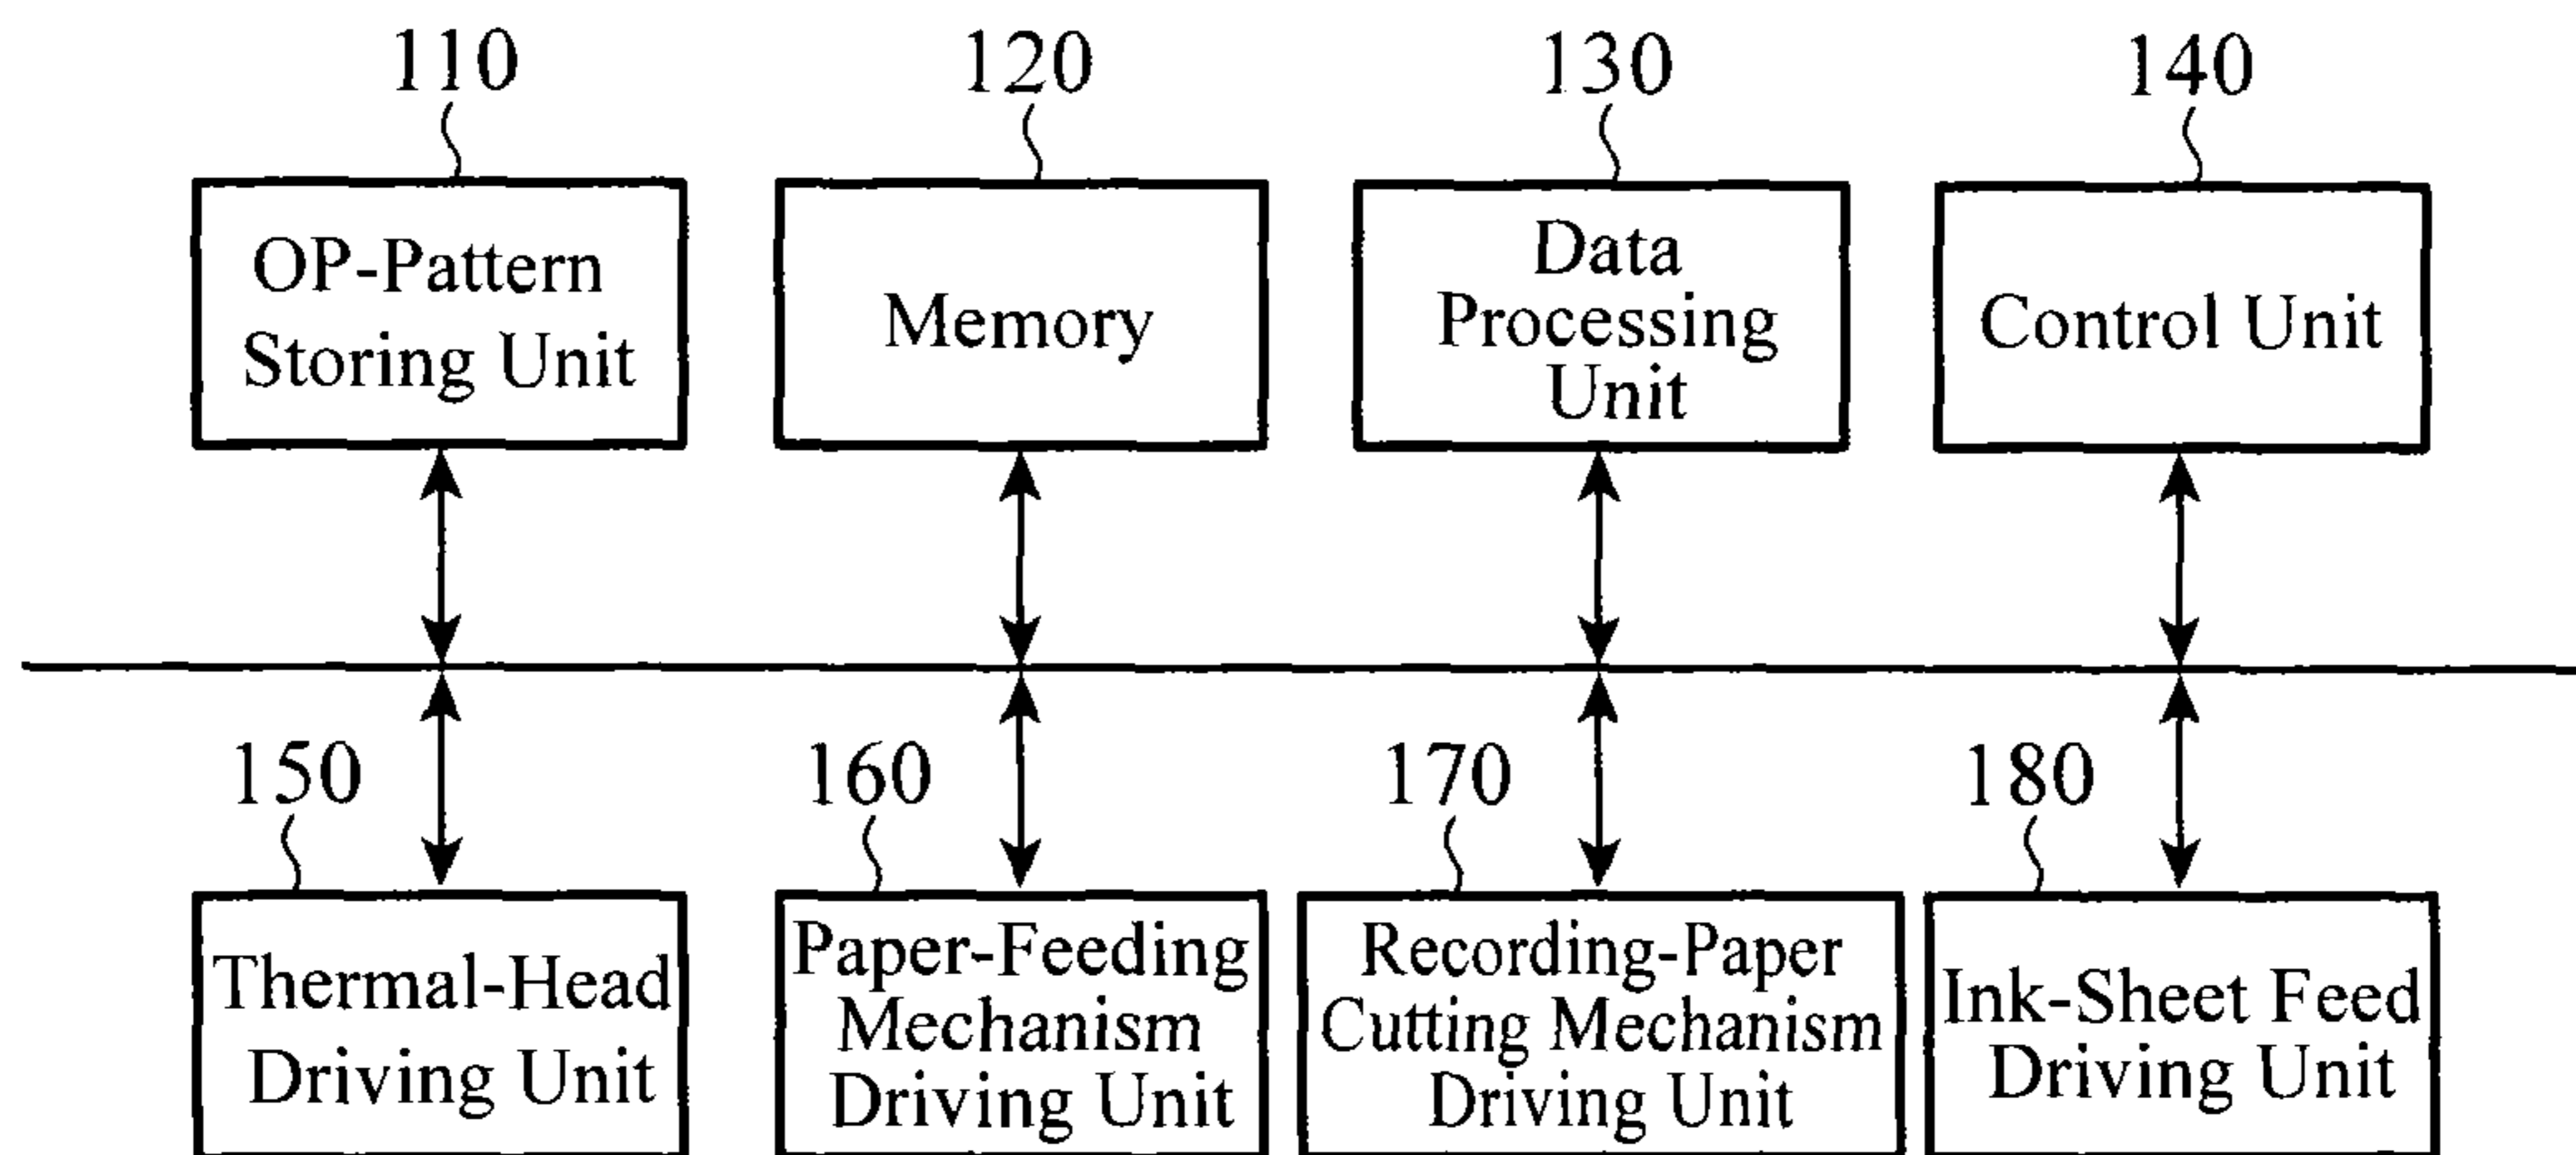 110
120
130
140
OP-Pattern
Storing Unit
Memory
Data
Processing
Unit
Control Unit
150
160
170
180
Thermal-Head
Driving Unit
Paper-Feeding
Mechanism
Driving Unit
Recording-Paper
Cutting Mechanism
Driving Unit
Ink-Sheet Feed
Driving Unit